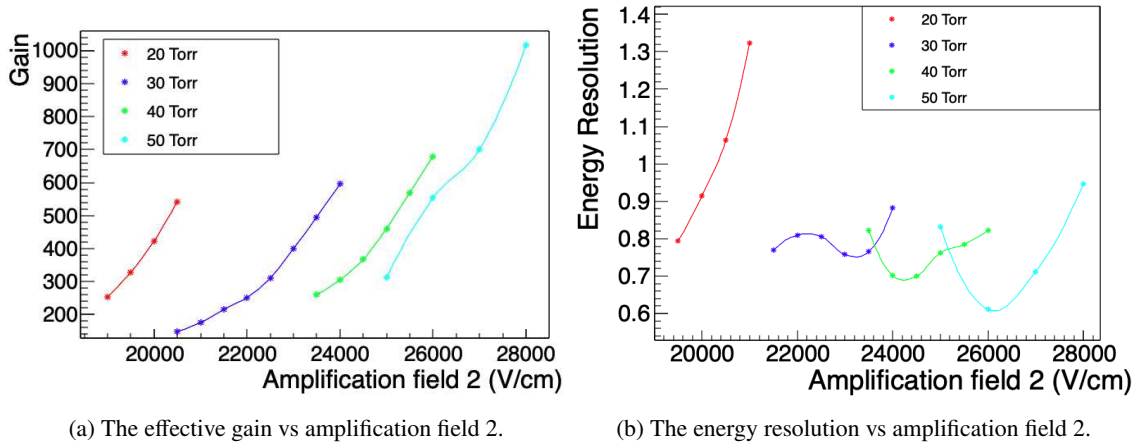 Gain
1000
900
800
700
600
500
400
300
200
20 Torr
30 Torr
40 Torr
50 Torr
20000 22000 24000 26000 28000
Amplification field 2 (V/cm)
(a) The effective gain vs amplification field 2.
Energy Resolution
1.4
1.3
1.2
1.1
1
0.9
0.8
0.7
0.6
20 Torr
30 Torr
40 Torr
50 Torr
20000 22000 24000 26000 28000
Amplification field 2 (V/cm)
(b) The energy resolution vs amplification field 2.